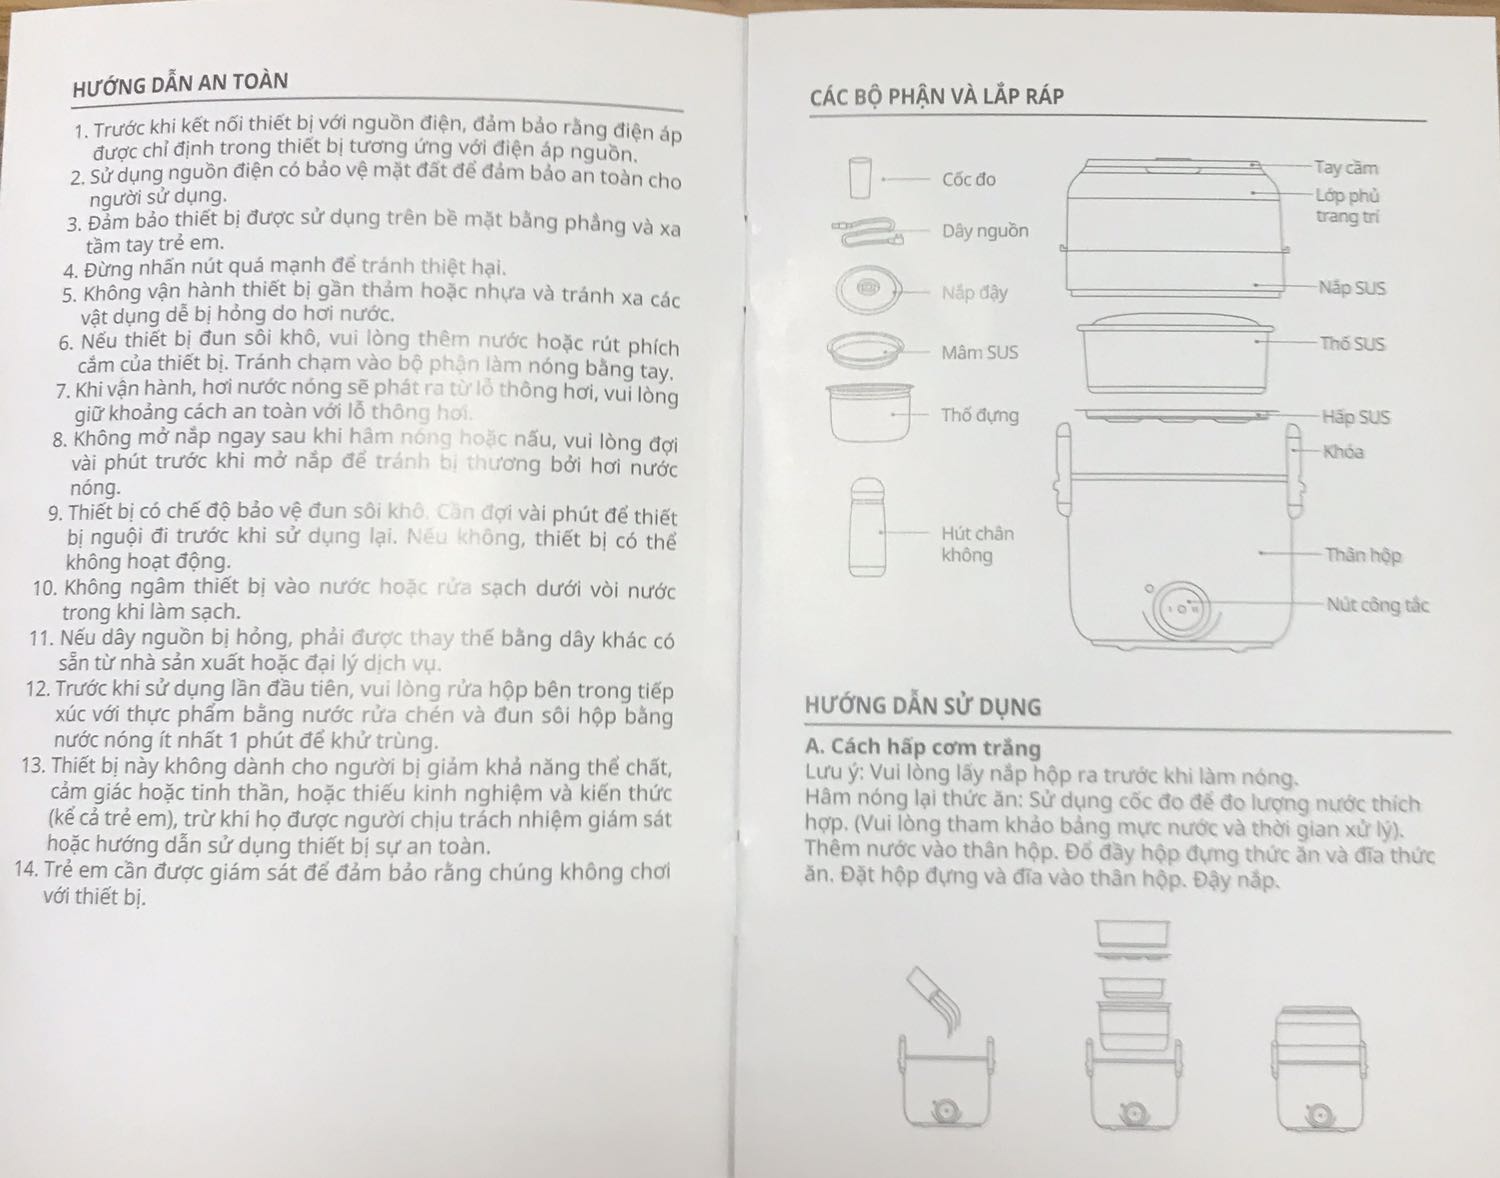 HƯỚNG DẪN AN TOÀN
1. Trước khi kết nối thiết bị với nguồn điện, đảm bảo rằng điện áp
được chỉ định trong thiết bị tương ứng với điện áp nguồn.
2. Sử dụng nguồn điện có bảo vệ mặt đất để đảm bảo an toàn cho
người sử dụng.
3. Đảm bảo thiết bị được sử dụng trên bề mặt bằng phẳng và xa
tầm tay trẻ em.
4. Đừng nhấn nút quá mạnh để tránh thiệt hại.
5. Không vận hành thiết bị gần thảm hoặc nhựa và tránh xa các
vật dụng dễ bị hỏng do hơi nước.
6. Nếu thiết bị đun sôi khô, vui lòng thêm nước hoặc rút phích
cắm của thiết bị. Tránh chạm vào bộ phận làm nóng bằng tay.
7. Khi vận hành, hơi nước nóng sẽ phát ra từ lỗ thông hơi, vui lòng
giữ khoảng cách an toàn với lỗ thông hơi.
8. Không mở nắp ngay sau khi hâm nóng hoặc nấu, vui lòng đợi
vài phút trước khi mở nắp để tránh bị thương bởi hơi nước
nóng.
9. Thiết bị có chế độ bảo vệ đun sôi khô. Cần đợi vài phút để thiết
bị nguội đi trước khi sử dụng lại. Nếu không, thiết bị có thể
không hoạt động.
10. Không ngâm thiết bị vào nước hoặc rửa sạch dưới vòi nước
trong khi làm sạch.
11. Nếu dây nguồn bị hỏng, phải được thay thế bằng dây khác có
sẵn từ nhà sản xuất hoặc đại lý dịch vụ.
12. Trước khi sử dụng lần đầu tiên, vui lòng rửa hộp bên trong tiếp
xúc với thực phẩm bằng nước rửa chén và đun sôi hộp bằng
nước nóng ít nhất 1 phút để khử trùng.
13. Thiết bị này không dành cho người bị giảm khả năng thể chất,
cảm giác hoặc tinh thần, hoặc thiếu kinh nghiệm và kiến thức
(kể cả trẻ em), trừ khi họ được người chịu trách nhiệm giám sát
hoặc hướng dẫn sử dụng thiết bị sự an toàn.
14. Trẻ em cần được giám sát để đảm bảo rằng chúng không chơi
với thiết bị.
CÁC BỘ PHẬN VÀ LẮP RÁP
Cốc đo
Dây nguồn
Nắp đậy
Mâm SUS
Thố đựng
Hút chân
không
Tay cầm
Lớp phủ
trang trí
Nắp SUS
Thố SUS
Hấp SUS
Khóa
Thân hộp
Nút công tắc
HƯỚNG DẪN SỬ DỤNG
A. Cách hấp cơm trắng
Lưu ý: Vui lòng lấy nắp hộp ra trước khi làm nóng.
Hâm nóng lại thức ăn: Sử dụng cốc đo để đo lượng nước thích
hợp. (Vui lòng tham khảo bảng mực nước và thời gian xử lý).
Thêm nước vào thân hộp. Đổ đầy hộp đựng thức ăn và đĩa thức
ăn. Đặt hộp đựng và đĩa vào thân hộp. Đậy nắp.